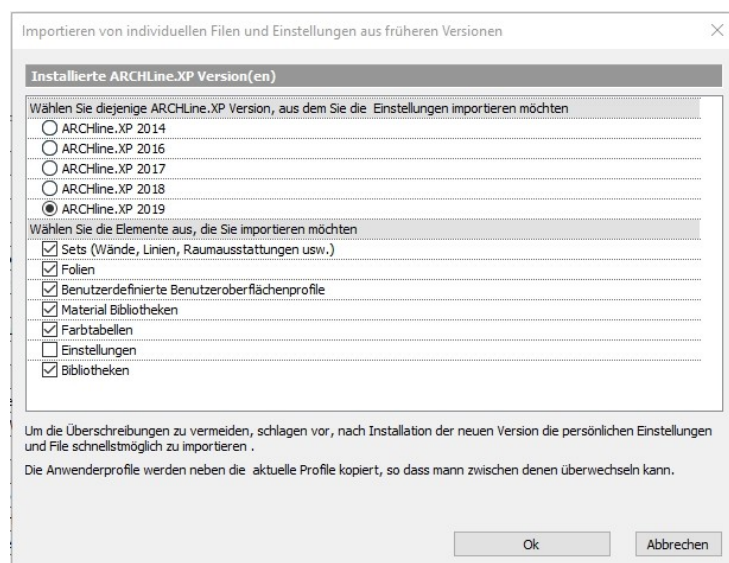 Importieren von individuellen Filen und Einstellungen aus früheren Versionen
Installierte ARCHLine.XP Version(en)
Wählen Sie diejenige ARCHLine.XP Version, aus dem Sie die Einstellungen importieren möchten
ARCHline.XP 2014
ARCHline.XP 2016
ARCHline.XP 2017
ARCHline.XP 2018
ARCHline.XP 2019
Wählen Sie die Elemente aus, die Sie importieren möchten
Sets (Wände, Linien, Raumausstattungen usw.)
Folien
Benutzerdefinierte Benutzeroberflächenprofile
Material Bibliotheken
Farbtabellen
Einstellungen
Bibliotheken
Um die Überschreibungen zu vermeiden, schlagen vor, nach Installation der neuen Version die persönlichen Einstellungen
und File schnellstmöglich zu importieren .
Die Anwenderprofile werden neben die aktuelle Profile kopiert, so dass mann zwischen denen überwechseln kann.
Ok
Abbrechen